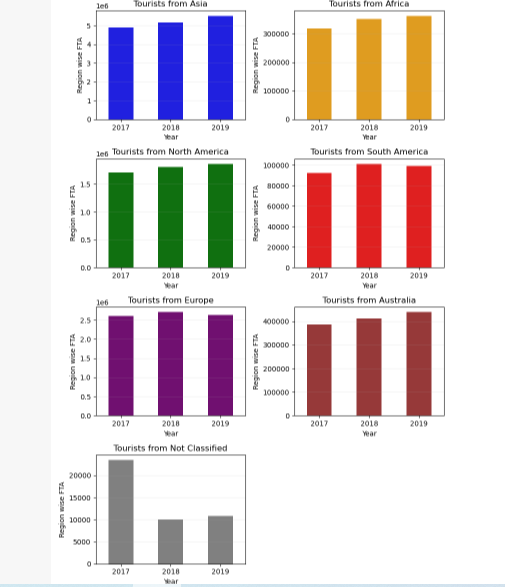 Tourists from Asia
1e6
Region wise FTA
5
4
3
2
1
0
2017 2018 2019
Year
Tourists from Africa
Region wise FTA
300000
200000
100000
0
2017 2018 2019
Year
1e6 Tourists from North America
Region wise FTA
1.5
1.0
0.5
0.0
2017 2018 2019
Year
Tourists from South America
Region wise FTA
100000
80000
60000
40000
20000
0
2017 2018 2019
Year
Tourists from Europe
1e6
Region wise FTA
2.5
2.0
1.5
1.0
0.5
0.0
2017 2018 2019
Year
Tourists from Australia
Region wise FTA
400000
300000
200000
100000
0
2017 2018 2019
Year
Tourists from Not Classified
Region wise FTA
20000
15000
10000
5000
0
2017 2018 2019
Year